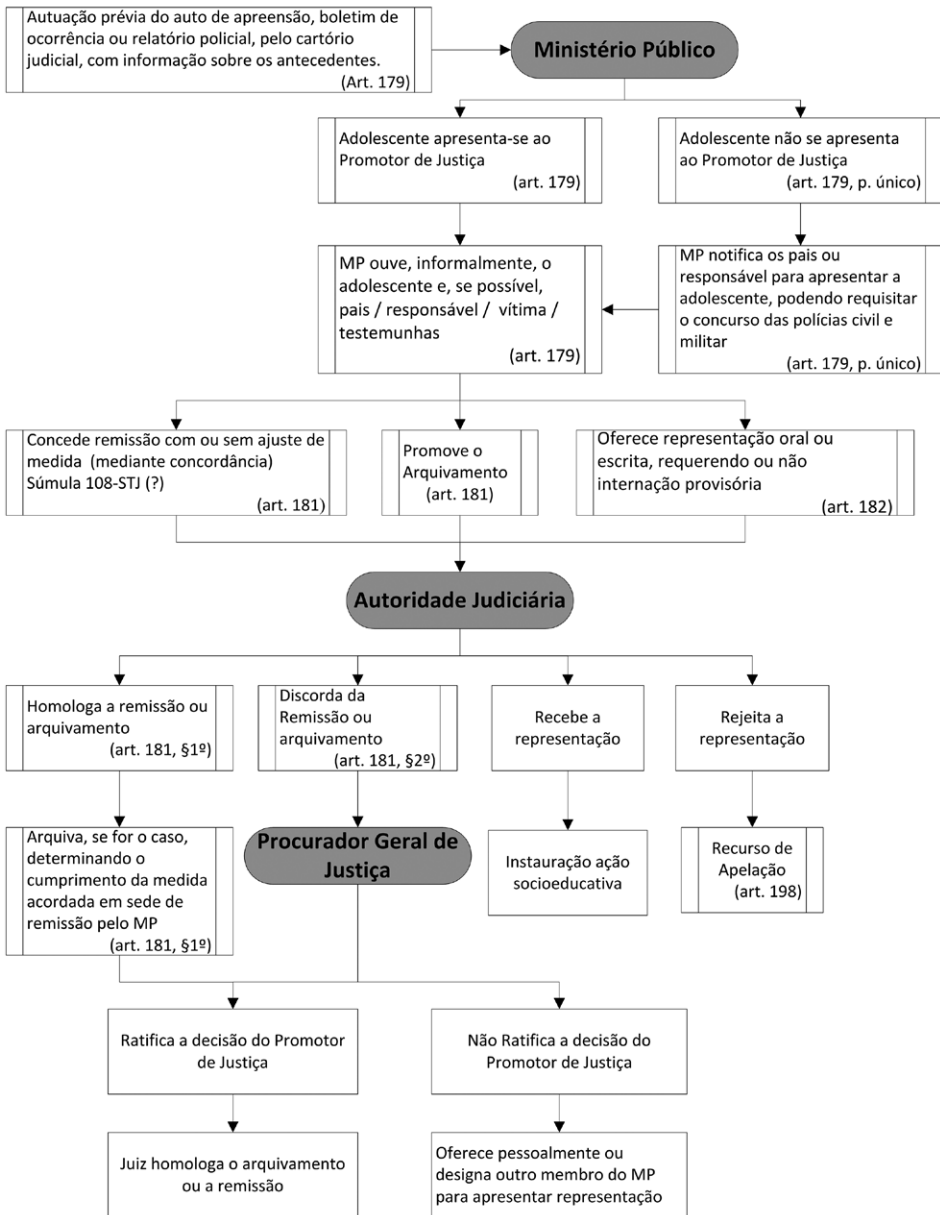 Autuação prévia do auto de apreensão, boletim de
ocorrência ou relatório policial, pelo cartório
judicial, com informação sobre os antecedentes.
(Art. 179)
Ministério Público
Adolescente apresenta-se ao
Promotor de Justiça
(art. 179)
Adolescente não se apresenta
ao Promotor de Justiça
(art. 179, p. único)
MP ouve, informalmente, o
adolescente e, se possível,
pais / responsável / vítima /
testemunhas
(art. 179)
MP notifica os pais ou
responsável para apresentar a
adolescente, podendo requisitar
o concurso das polícias civil e
militar
(art. 179, p. único)
Concede remissão com ou sem ajuste de
medida (mediante concordância)
Súmula 108-STJ (?)
(art. 181)
Promove o
Arquivamento
(art. 181)
Oferece representação oral ou
escrita, requerendo ou não
internação provisória
(art. 182)
Autoridade Judiciária
Homologa a remissão ou
arquivamento
(art. 181, §1º)
Discorda da
Remissão ou
arquivamento
(art. 181, §2º)
Recebe a
representação
Rejeita a
representação
Arquiva, se for o caso,
determinando o
cumprimento da medida
acordada em sede de
remissão pelo MP
(art. 181, §1º)
Procurador Geral de
Justiça
Instauração ação
socioeducativa
Recurso de
Apelação
(art. 198)
Ratifica a decisão do Promotor
de Justiça
Não Ratifica a decisão do
Promotor de Justiça
Juiz homologa o arquivamento
ou a remissão
Oferece pessoalmente ou
designa outro membro do MP
para apresentar representação